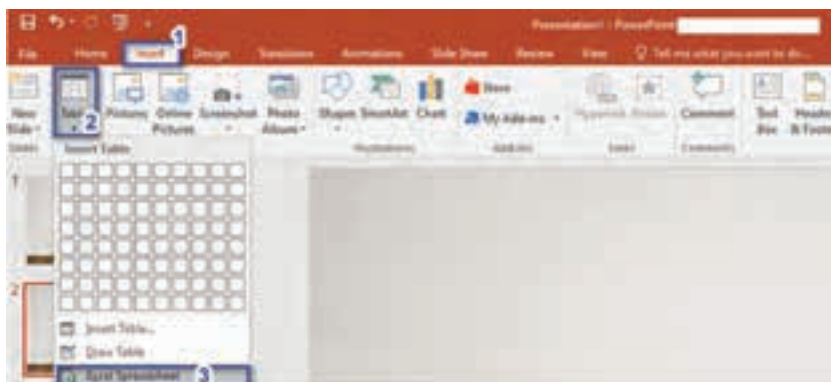 Presentation1 - PowerPoint
1
File Home Insert Design Transitions Animations Slide Show Review View Tell me what you want to do...
New Slide Table Pictures Online Pictures Screenshot Photo Album Shapes SmartArt Chart Store My Add-ins Hyperlink Action Comment Text Box Header & Foote
2
Slides Illustrations Add-ins Links Comments
Insert Table
1
2
Insert Table...
Draw Table
Excel Spreadsheet 3